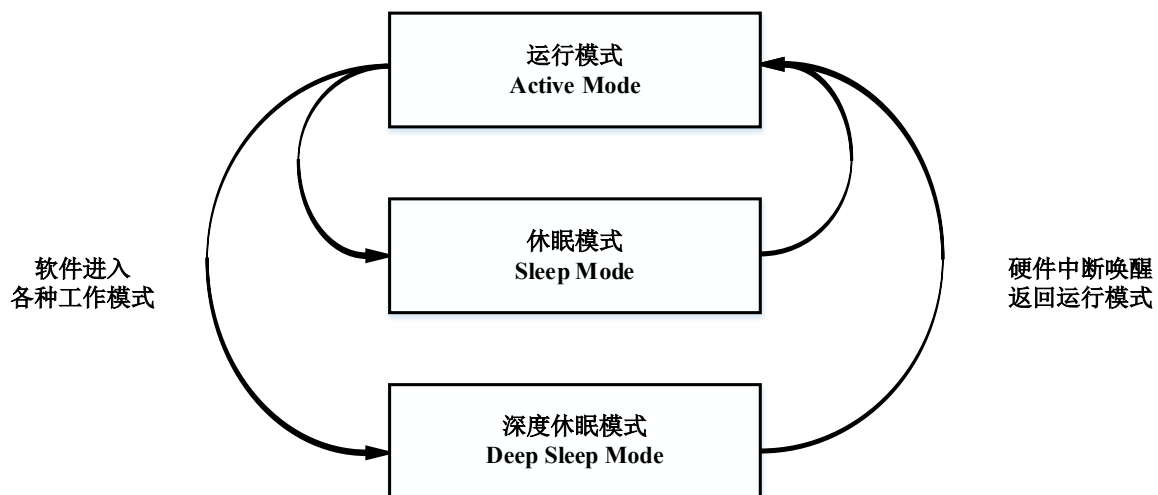 运行模式
Active Mode
休眠模式
Sleep Mode
软件进入
各种工作模式
硬件中断唤醒
返回运行模式
深度休眠模式
Deep Sleep Mode